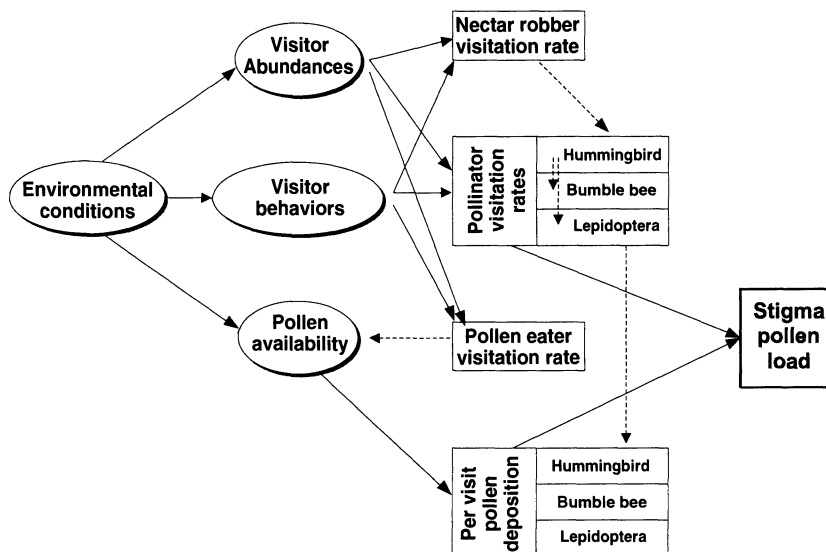 Visitor
Abundances
Nectar robber
visitation rate
Environmental
conditions
Visitor
behaviors
Pollinator
visitation
rates
Hummingbird
Bumble bee
Lepidoptera
Pollen
availability
Pollen eater
visitation rate
Stigma
pollen
load
Per visit
pollen
deposition
Hummingbird
Bumble bee
Lepidoptera